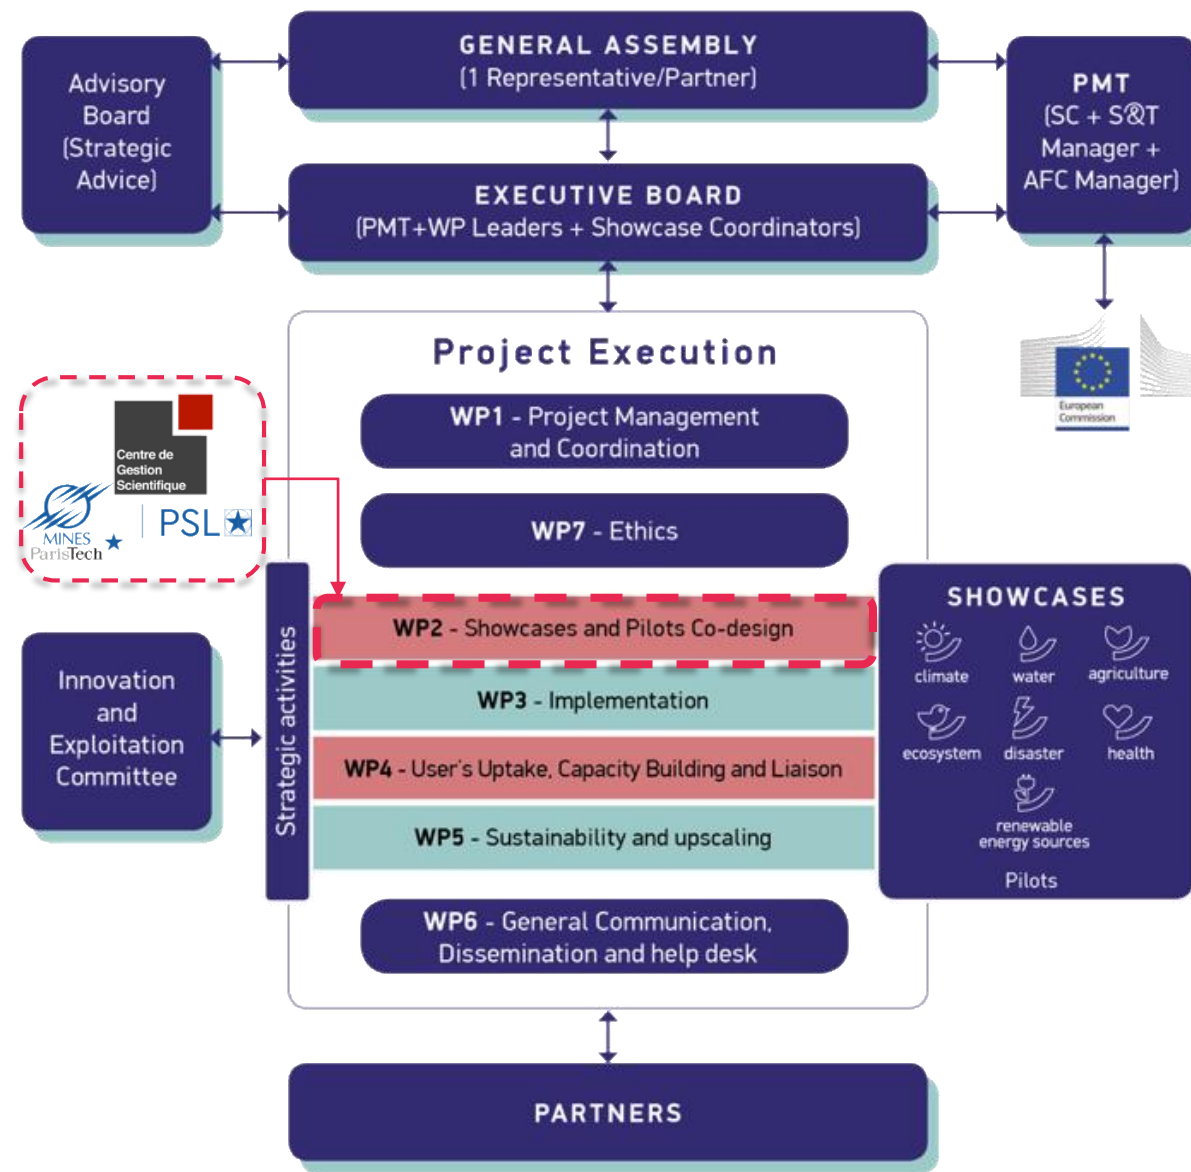 GENERAL ASSEMBLY
(1 Representative/Partner)
Advisory
Board
(Strategic
Advice)
PMT
(SC + S&T
Manager +
AFC Manager)
EXECUTIVE BOARD
(PMT+WP Leaders + Showcase Coordinators)
European
Commission
Project Execution
WP1 - Project Management
and Coordination
Centre de
Gestion
Scientifique
MINES
ParisTech
PSL
WP7 - Ethics
Strategic activities
WP2 - Showcases and Pilots Co-design
WP3 - Implementation
WP4 - User's Uptake, Capacity Building and Liaison
WP5 - Sustainability and upscaling
Innovation
and
Exploitation
Committee
SHOWCASES
climate
water
agriculture
ecosystem
disaster
health
renewable
energy sources
Pilots
WP6 - General Communication,
Dissemination and help desk
PARTNERS